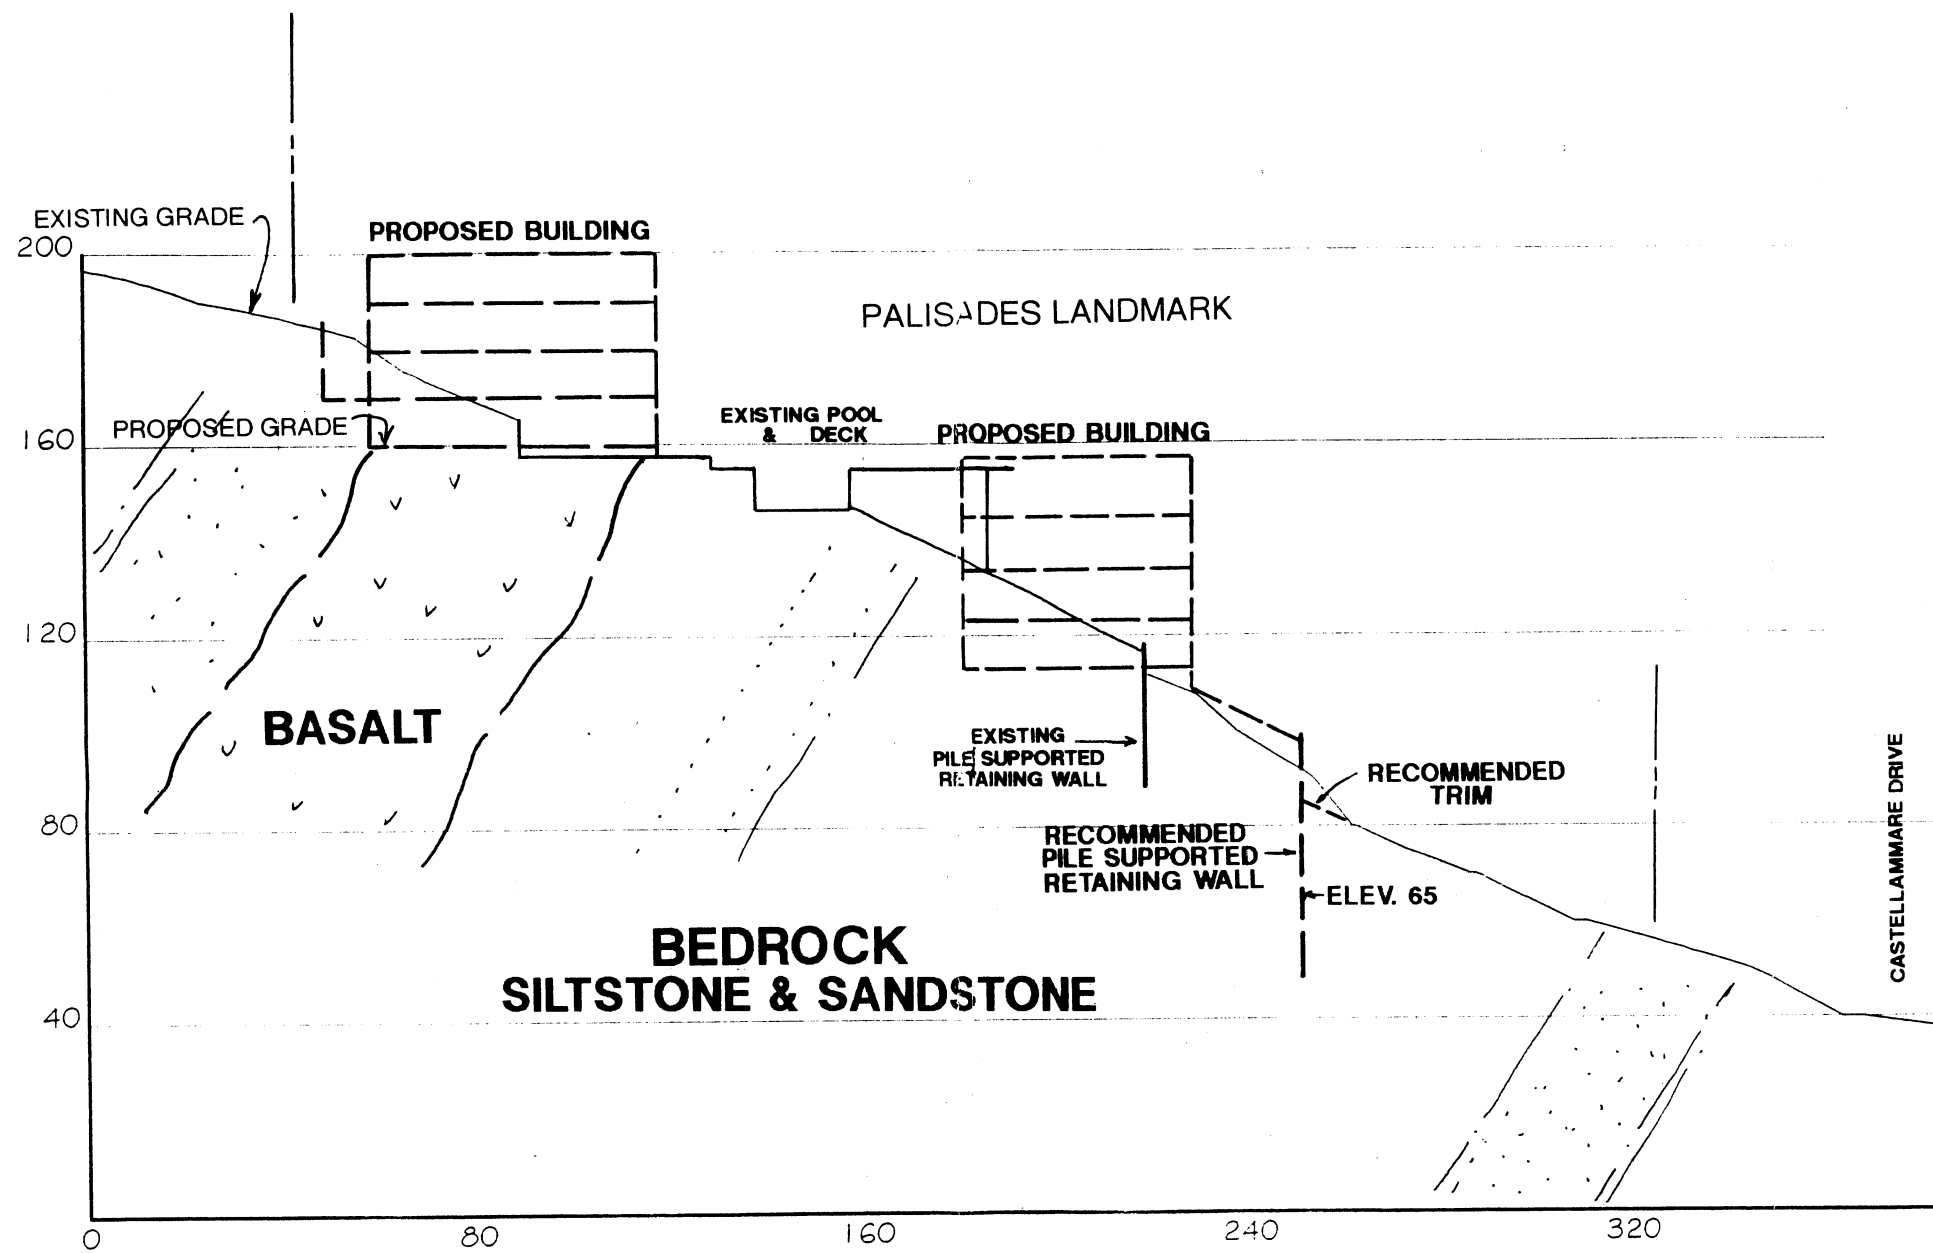 EXISTING GRADE
200
PROPOSED BUILDING
PALISADES LANDMARK
PROPOSED GRADE
160
EXISTING POOL
& DECK
PROPOSED BUILDING
120
BASALT
EXISTING
PILE SUPPORTED
RETAINING WALL
RECOMMENDED
TRIM
80
RECOMMENDED
PILE SUPPORTED
RETAINING WALL
ELEV. 65
CASTELLAMMARE DRIVE
BEDROCK
SILTSTONE & SANDSTONE
40
0
80
160
240
320